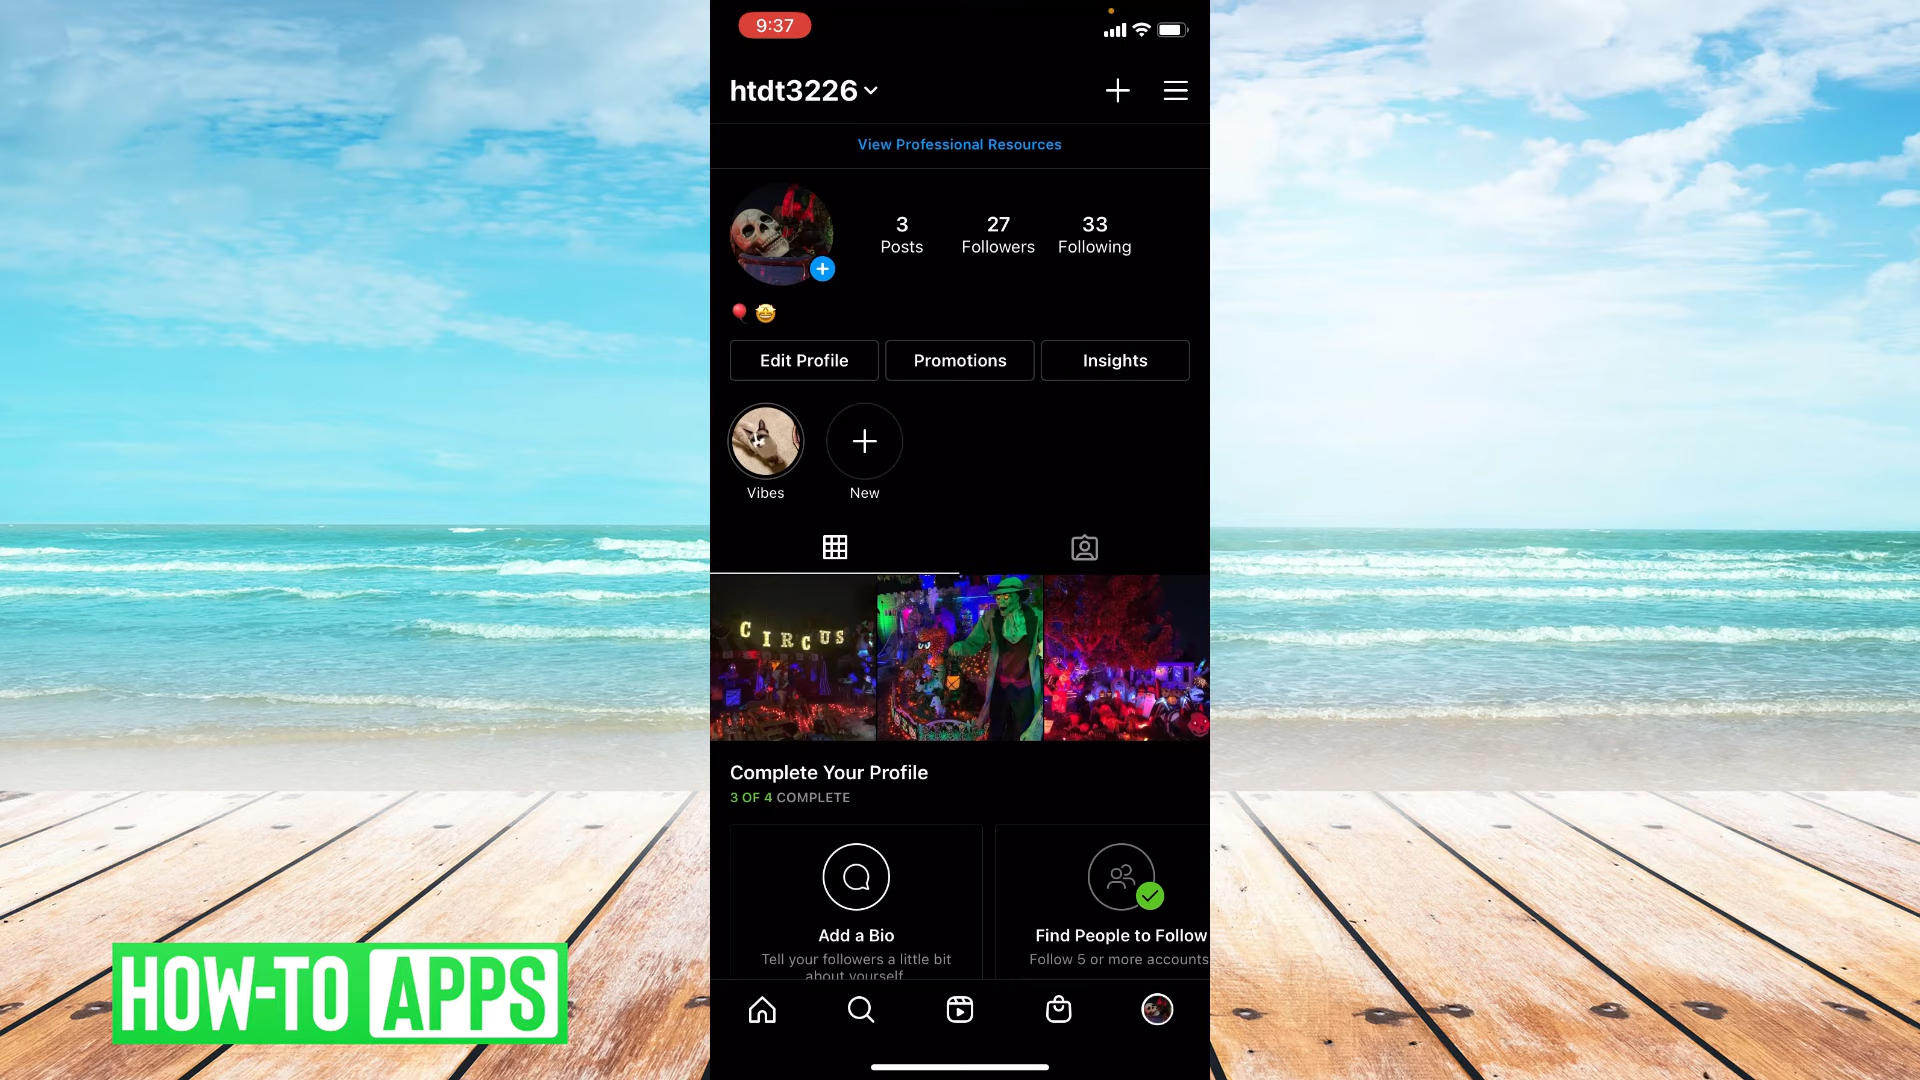 9:37
htdt3226
View Professional Resources
3 27 33
Posts Followers Following
Edit Profile Promotions Insights
Vibes New
CIRCUS
Complete Your Profile
3 OF 4 COMPLETE
Add a Bio
Tell your followers a little bit
about yourself
Find People to Follow
Follow 5 or more accounts
HOW-TO APPS